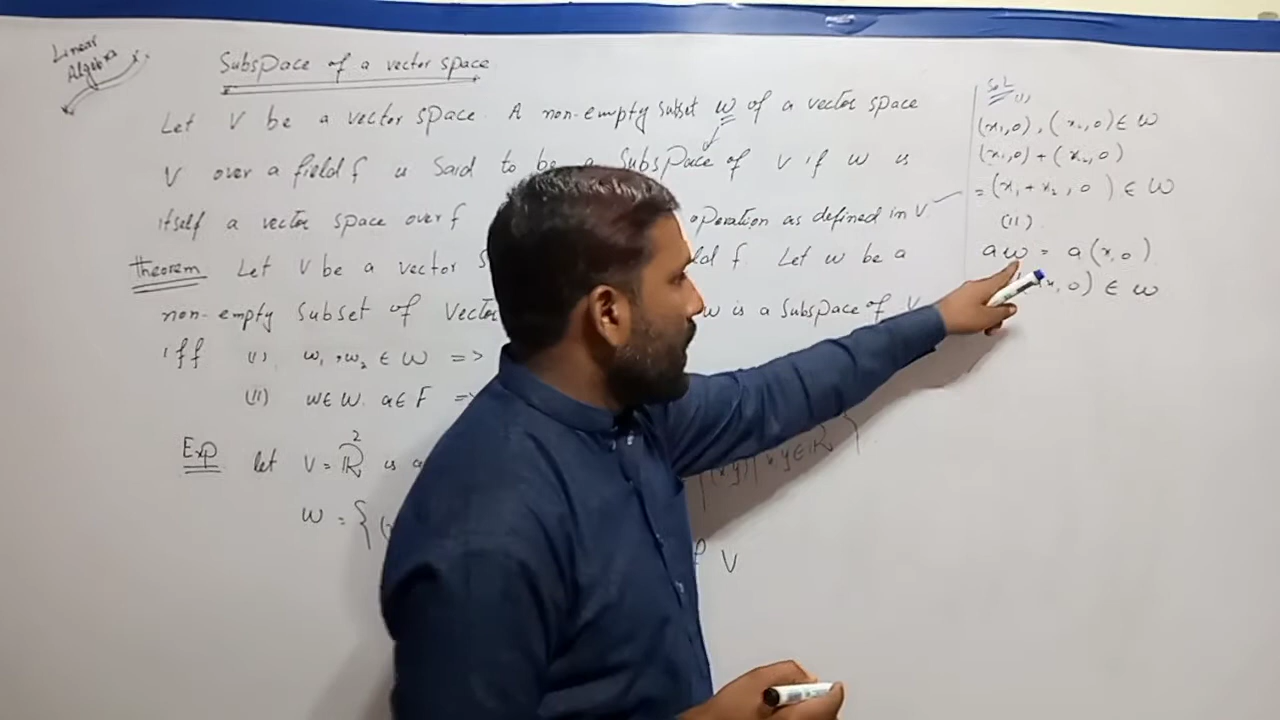 Linear
Algebra
Subspace of a vector space
Let V be a vector space. A non-empty subset w of a vector space
V over a field f is said to be a Subspace of V if w is
itself a vector space over f operation as defined in V
Theorem Let V be a vector field f. Let w be a
non-empty subset of vector w is a subspace of V
iff (I) w₁, w₂ ∈ W =>
(II) w∈W, a∈F =>
Exp let V = ℝ² is (x,y) | x,y∈ℝ }
w = {
V
Sol
(I)
(x₁,0), (x₂,0) ∈ W
(x₁,0) + (x₂,0)
= (x₁+x₂, 0) ∈ W
(II)
aw = a(x,0)
x,0) ∈ W